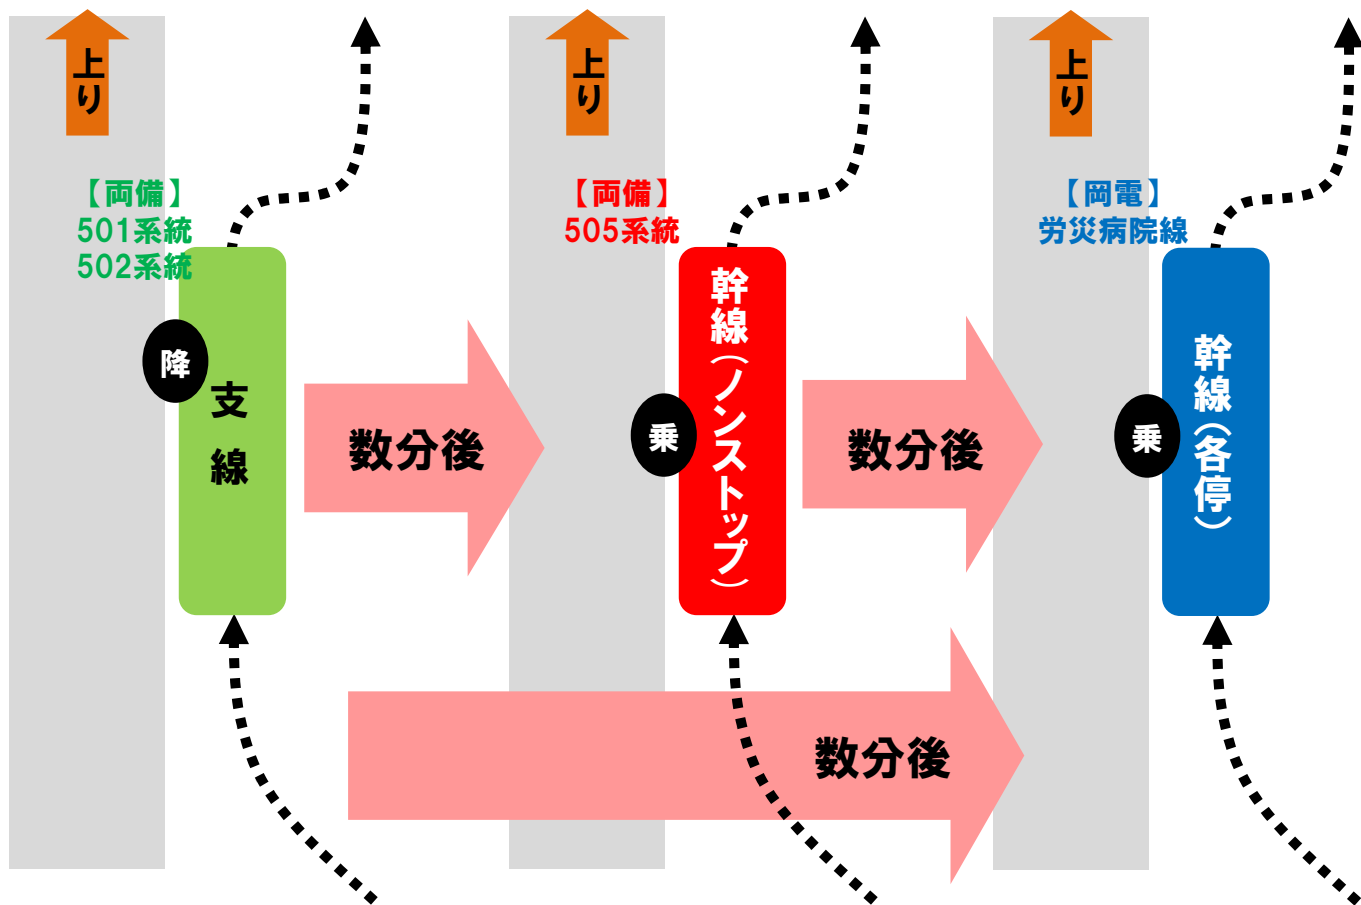 上り
上り
上り
【両備】
501系統
502系統
【両備】
505系統
【岡電】
労災病院線
降
支線
数分後
乗
幹線(ノンストップ)
数分後
乗
幹線(各停)
数分後